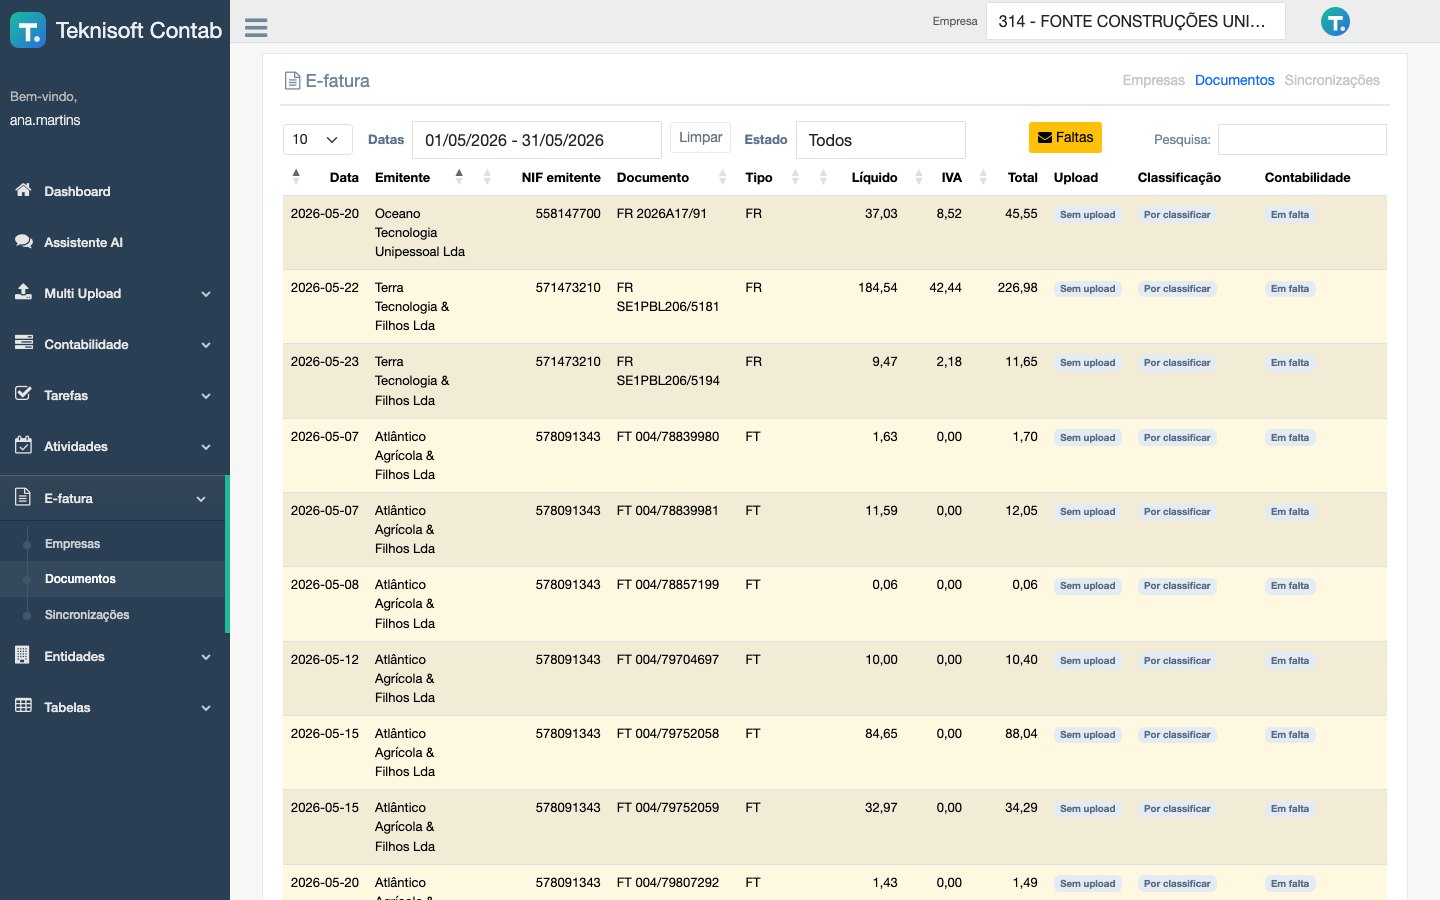 T. Teknisoft Contab
Empresa 314 - FONTE CONSTRUÇÕES UNI... T.
Bem-vindo,
ana.martins
Dashboard
Assistente AI
Multi Upload
Contabilidade
Tarefas
Atividades
E-fatura
Empresas
Documentos
Sincronizações
Entidades
Tabelas
E-fatura Empresas Documentos Sincronizações
10 Datas 01/05/2026 - 31/05/2026 Limpar Estado Todos Faltas Pesquisa:
Data Emitente NIF emitente Documento Tipo Líquido IVA Total Upload Classificação Contabilidade
2026-05-20 Oceano 558147700 FR 2026A17/91 FR 37,03 8,52 45,55 Sem upload Por classificar Em falta
Tecnologia
Unipessoal Lda
2026-05-22 Terra 571473210 FR FR 184,54 42,44 226,98 Sem upload Por classificar Em falta
Tecnologia & SE1PBL206/5181
Filhos Lda
2026-05-23 Terra 571473210 FR FR 9,47 2,18 11,65 Sem upload Por classificar Em falta
Tecnologia & SE1PBL206/5194
Filhos Lda
2026-05-07 Atlântico 578091343 FT 004/78839980 FT 1,63 0,00 1,70 Sem upload Por classificar Em falta
Agrícola &
Filhos Lda
2026-05-07 Atlântico 578091343 FT 004/78839981 FT 11,59 0,00 12,05 Sem upload Por classificar Em falta
Agrícola &
Filhos Lda
2026-05-08 Atlântico 578091343 FT 004/78857199 FT 0,06 0,00 0,06 Sem upload Por classificar Em falta
Agrícola &
Filhos Lda
2026-05-12 Atlântico 578091343 FT 004/79704697 FT 10,00 0,00 10,40 Sem upload Por classificar Em falta
Agrícola &
Filhos Lda
2026-05-15 Atlântico 578091343 FT 004/79752058 FT 84,65 0,00 88,04 Sem upload Por classificar Em falta
Agrícola &
Filhos Lda
2026-05-15 Atlântico 578091343 FT 004/79752059 FT 32,97 0,00 34,29 Sem upload Por classificar Em falta
Agrícola &
Filhos Lda
2026-05-20 Atlântico 578091343 FT 004/79807292 FT 1,43 0,00 1,49 Sem upload Por classificar Em falta